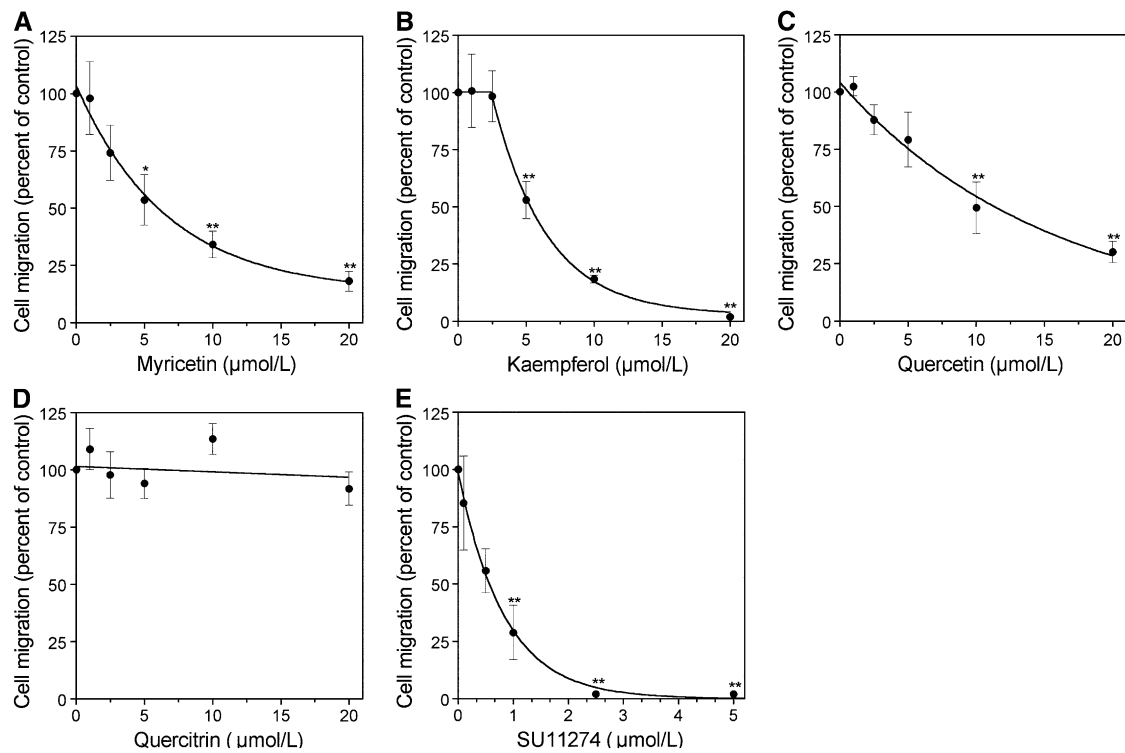 A
Cell migration (percent of control)
125
100
75
50
25
0
*
**
**
0 5 10 15 20
Myricetin (µmol/L)
B
Cell migration (percent of control)
125
100
75
50
25
0
**
**
**
0 5 10 15 20
Kaempferol (µmol/L)
C
Cell migration (percent of control)
125
100
75
50
25
0
**
**
0 5 10 15 20
Quercetin (µmol/L)
D
Cell migration (percent of control)
125
100
75
50
25
0
0 5 10 15 20
Quercitrin ( µmol/L)
E
Cell migration (percent of control)
125
100
75
50
25
0
**
**
**
0 1 2 3 4 5
SU11274 ( µmol/L)